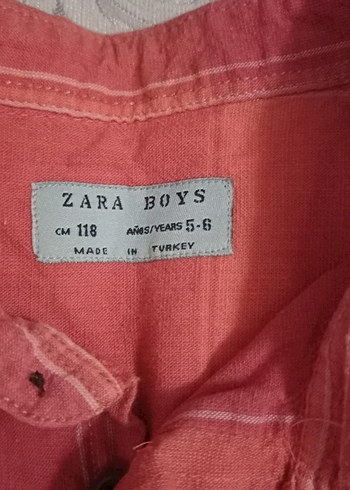 ZARA BOYS
CM 118 AÑOS/YEARS 5-6
MADE IN TURKEY